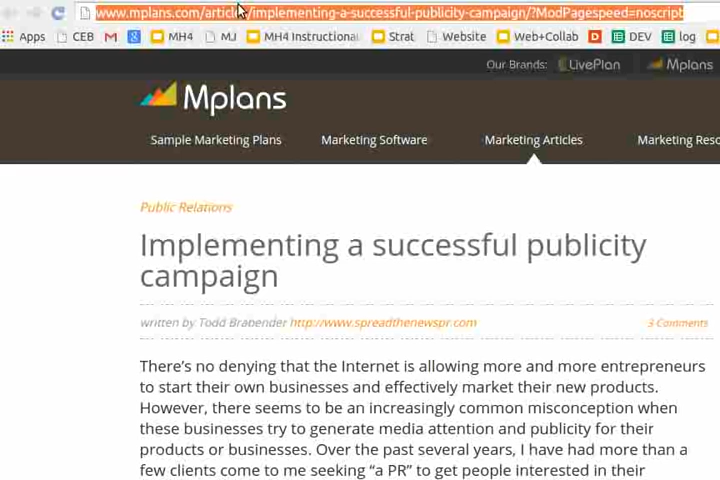 www.mplans.com/articles/implementing-a-successful-publicity-campaign/?ModPagespeed=noscript
Apps CEB MH4 MJ MH4 Instructional Strat Website Web+Collab DEV log
Our Brands: LivePlan Mplans
Mplans
Sample Marketing Plans Marketing Software Marketing Articles Marketing Reso
Public Relations
Implementing a successful publicity
campaign
written by Todd Brabender http://www.spreadthenewspr.com 3 Comments
There's no denying that the Internet is allowing more and more entrepreneurs
to start their own businesses and effectively market their new products.
However, there seems to be an increasingly common misconception when
these businesses try to generate media attention and publicity for their
products or businesses. Over the past several years, I have had more than a
few clients come to me seeking “a PR” to get people interested in their